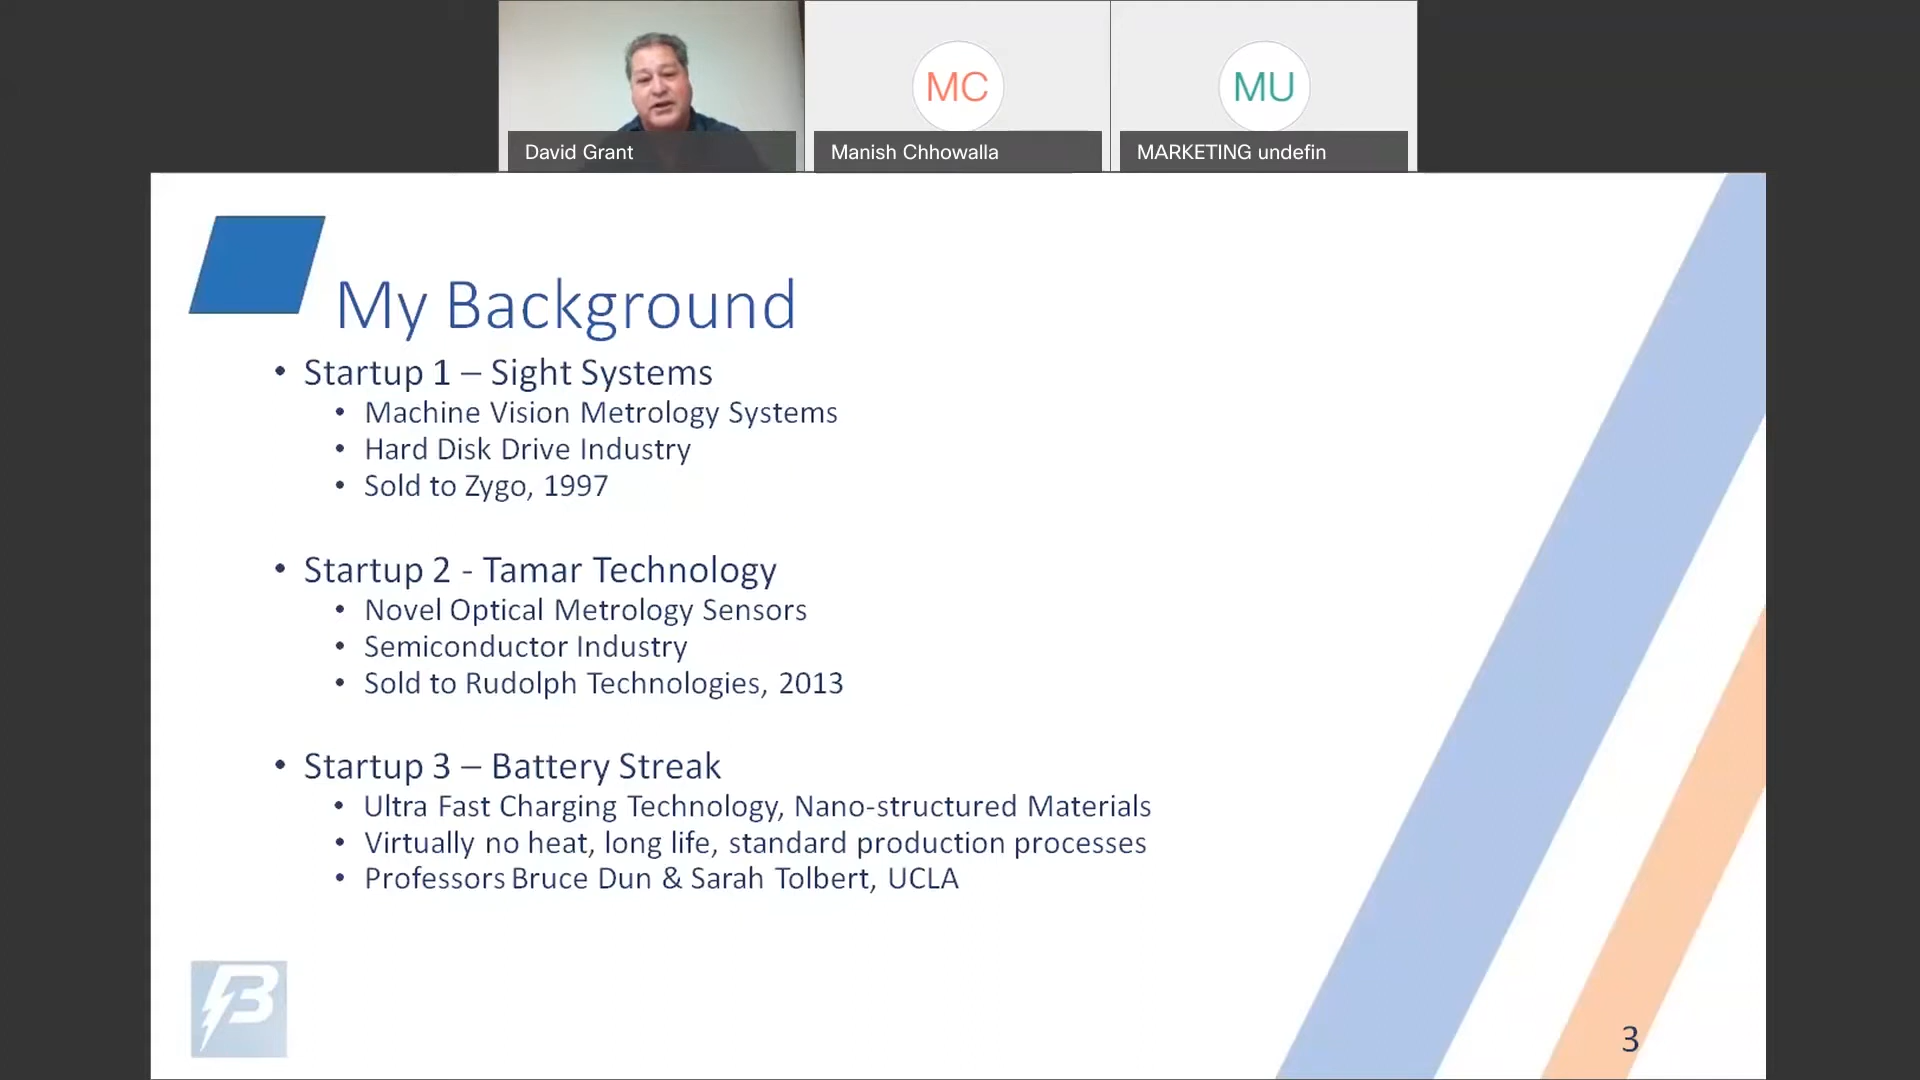 MC
MU
David Grant
Manish Chhowalla
MARKETING undefin
My Background
• Startup 1 – Sight Systems
• Machine Vision Metrology Systems
• Hard Disk Drive Industry
• Sold to Zygo, 1997
• Startup 2 - Tamar Technology
• Novel Optical Metrology Sensors
• Semiconductor Industry
• Sold to Rudolph Technologies, 2013
• Startup 3 – Battery Streak
• Ultra Fast Charging Technology, Nano-structured Materials
• Virtually no heat, long life, standard production processes
• Professors Bruce Dun & Sarah Tolbert, UCLA
B
3